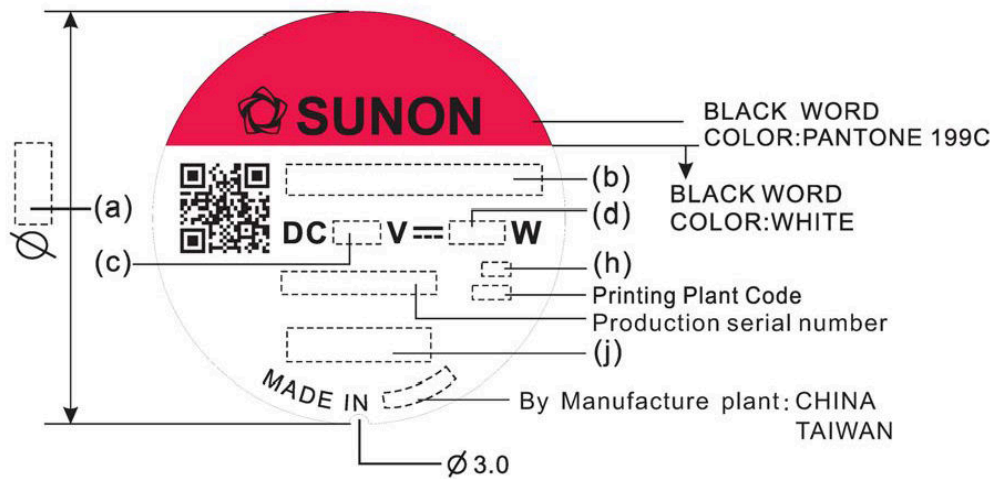 SUNON
BLACK WORD
COLOR:PANTONE 199C
(a)
(b)
BLACK WORD
COLOR:WHITE
DC V W
(d)
(c)
(h)
Printing Plant Code
Production serial number
(j)
MADE IN
By Manufacture plant: CHINA
TAIWAN
Ø
Ø 3.0